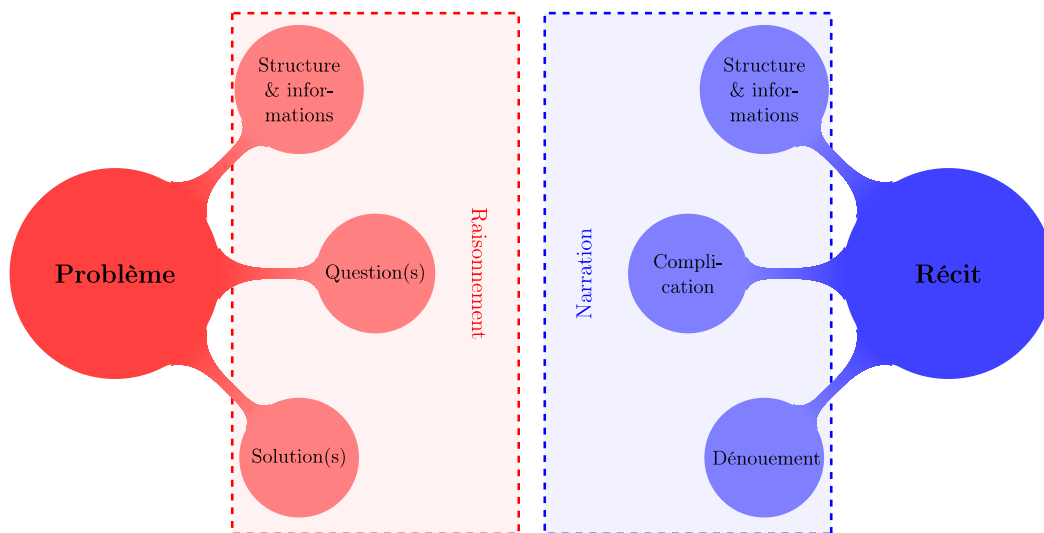 Structure
& infor-
mations
Problème
Question(s)
Solution(s)
Raisonnement
Narration
Structure
& infor-
mations
Compli-
cation
Récit
Dénouement